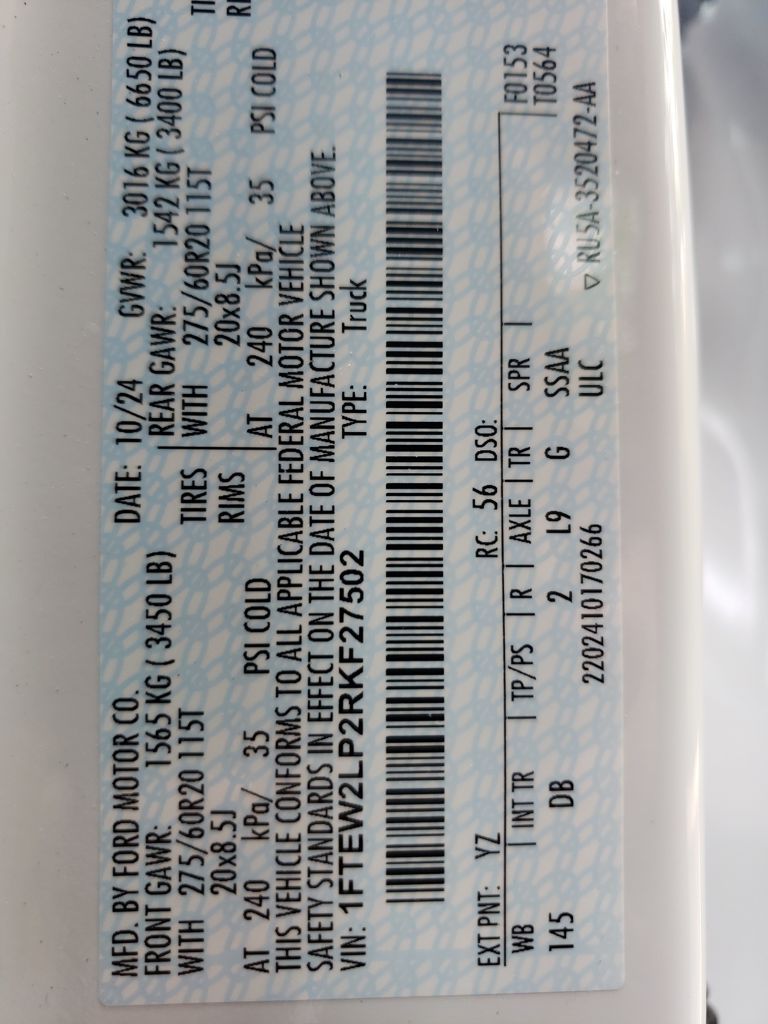 MFD. BY FORD MOTOR CO. DATE: 10/24 GVWR: 3016 KG ( 6650 LB)
FRONT GAWR: 1565 KG ( 3450 LB) REAR GAWR: 1542 KG ( 3400 LB)
WITH 275/60R20 115T TIRES WITH 275/60R20 115T TI
20x8.5J RIMS 20x8.5J RI
AT 240 kPa/ 35 PSI COLD AT 240 kPa/ 35 PSI COLD
THIS VEHICLE CONFORMS TO ALL APPLICABLE FEDERAL MOTOR VEHICLE
SAFETY STANDARDS IN EFFECT ON THE DATE OF MANUFACTURE SHOWN ABOVE.
VIN: 1FTEW2LP2RKF27502 TYPE: Truck
EXT PNT: YZ RC: 56 DSO:
WB | INT TR | TP/PS | R | AXLE | TR | SPR | F0153
145 DB 2 L9 G SSAA T0564
2202410170266 ULC ▽ RU5A-3520472-AA